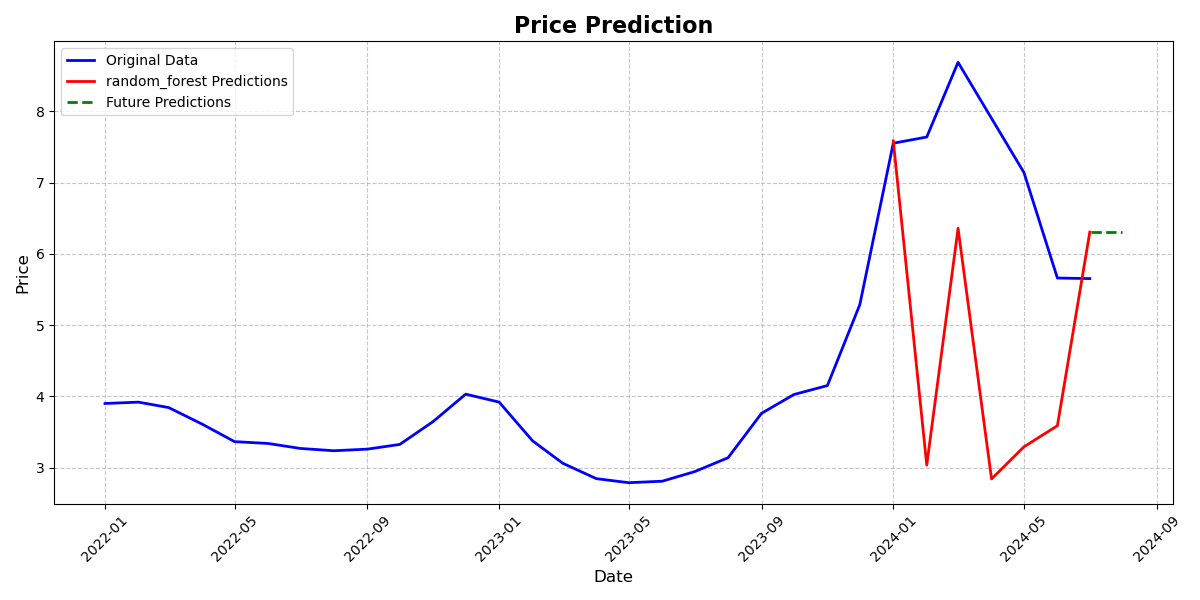 Price Prediction
Original Data
random_forest Predictions
Future Predictions
Price
8
7
6
5
4
3
2022-01
2022-05
2022-09
2023-01
2023-05
2023-09
2024-01
2024-05
2024-09
Date